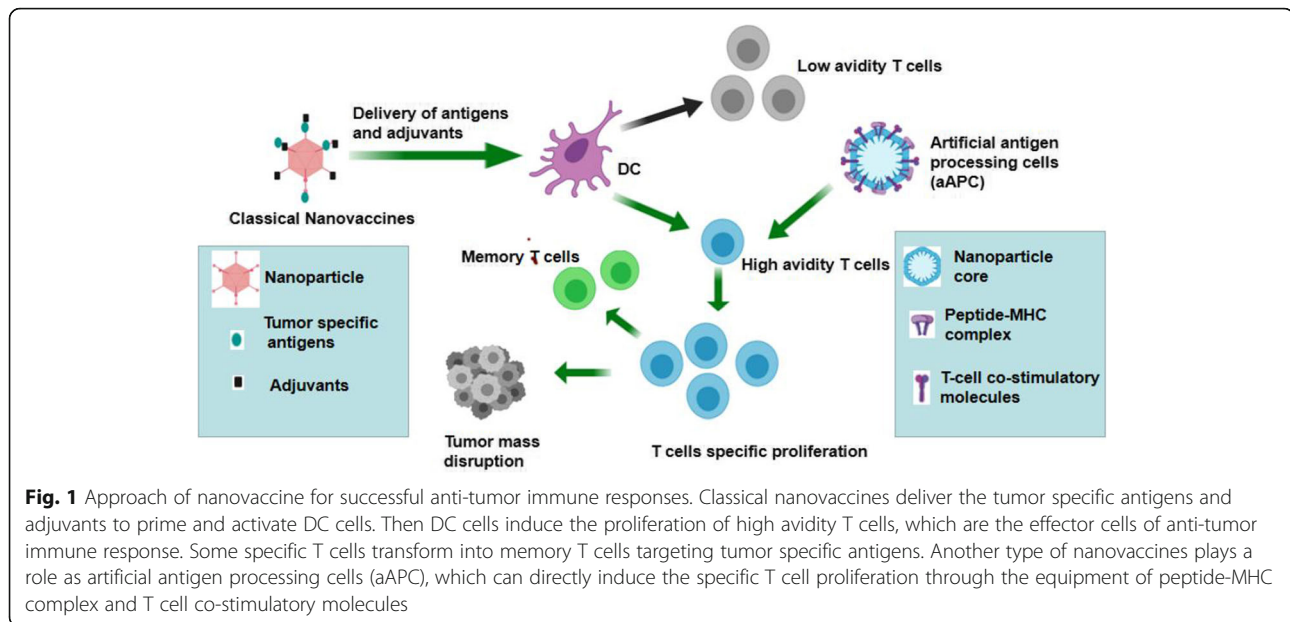 Low avidity T cells
Delivery of antigens
and adjuvants
DC
Artificial antigen
processing cells
(aAPC)
Classical Nanovaccines
Memory T cells
High avidity T cells
Nanoparticle
Tumor specific
antigens
Adjuvants
Nanoparticle
core
Peptide-MHC
complex
T-cell co-stimulatory
molecules
Tumor mass
disruption
T cells specific proliferation
Fig. 1 Approach of nanovaccine for successful anti-tumor immune responses. Classical nanovaccines deliver the tumor specific antigens and
adjuvants to prime and activate DC cells. Then DC cells induce the proliferation of high avidity T cells, which are the effector cells of anti-tumor
immune response. Some specific T cells transform into memory T cells targeting tumor specific antigens. Another type of nanovaccines plays a
role as artificial antigen processing cells (aAPC), which can directly induce the specific T cell proliferation through the equipment of peptide-MHC
complex and T cell co-stimulatory molecules